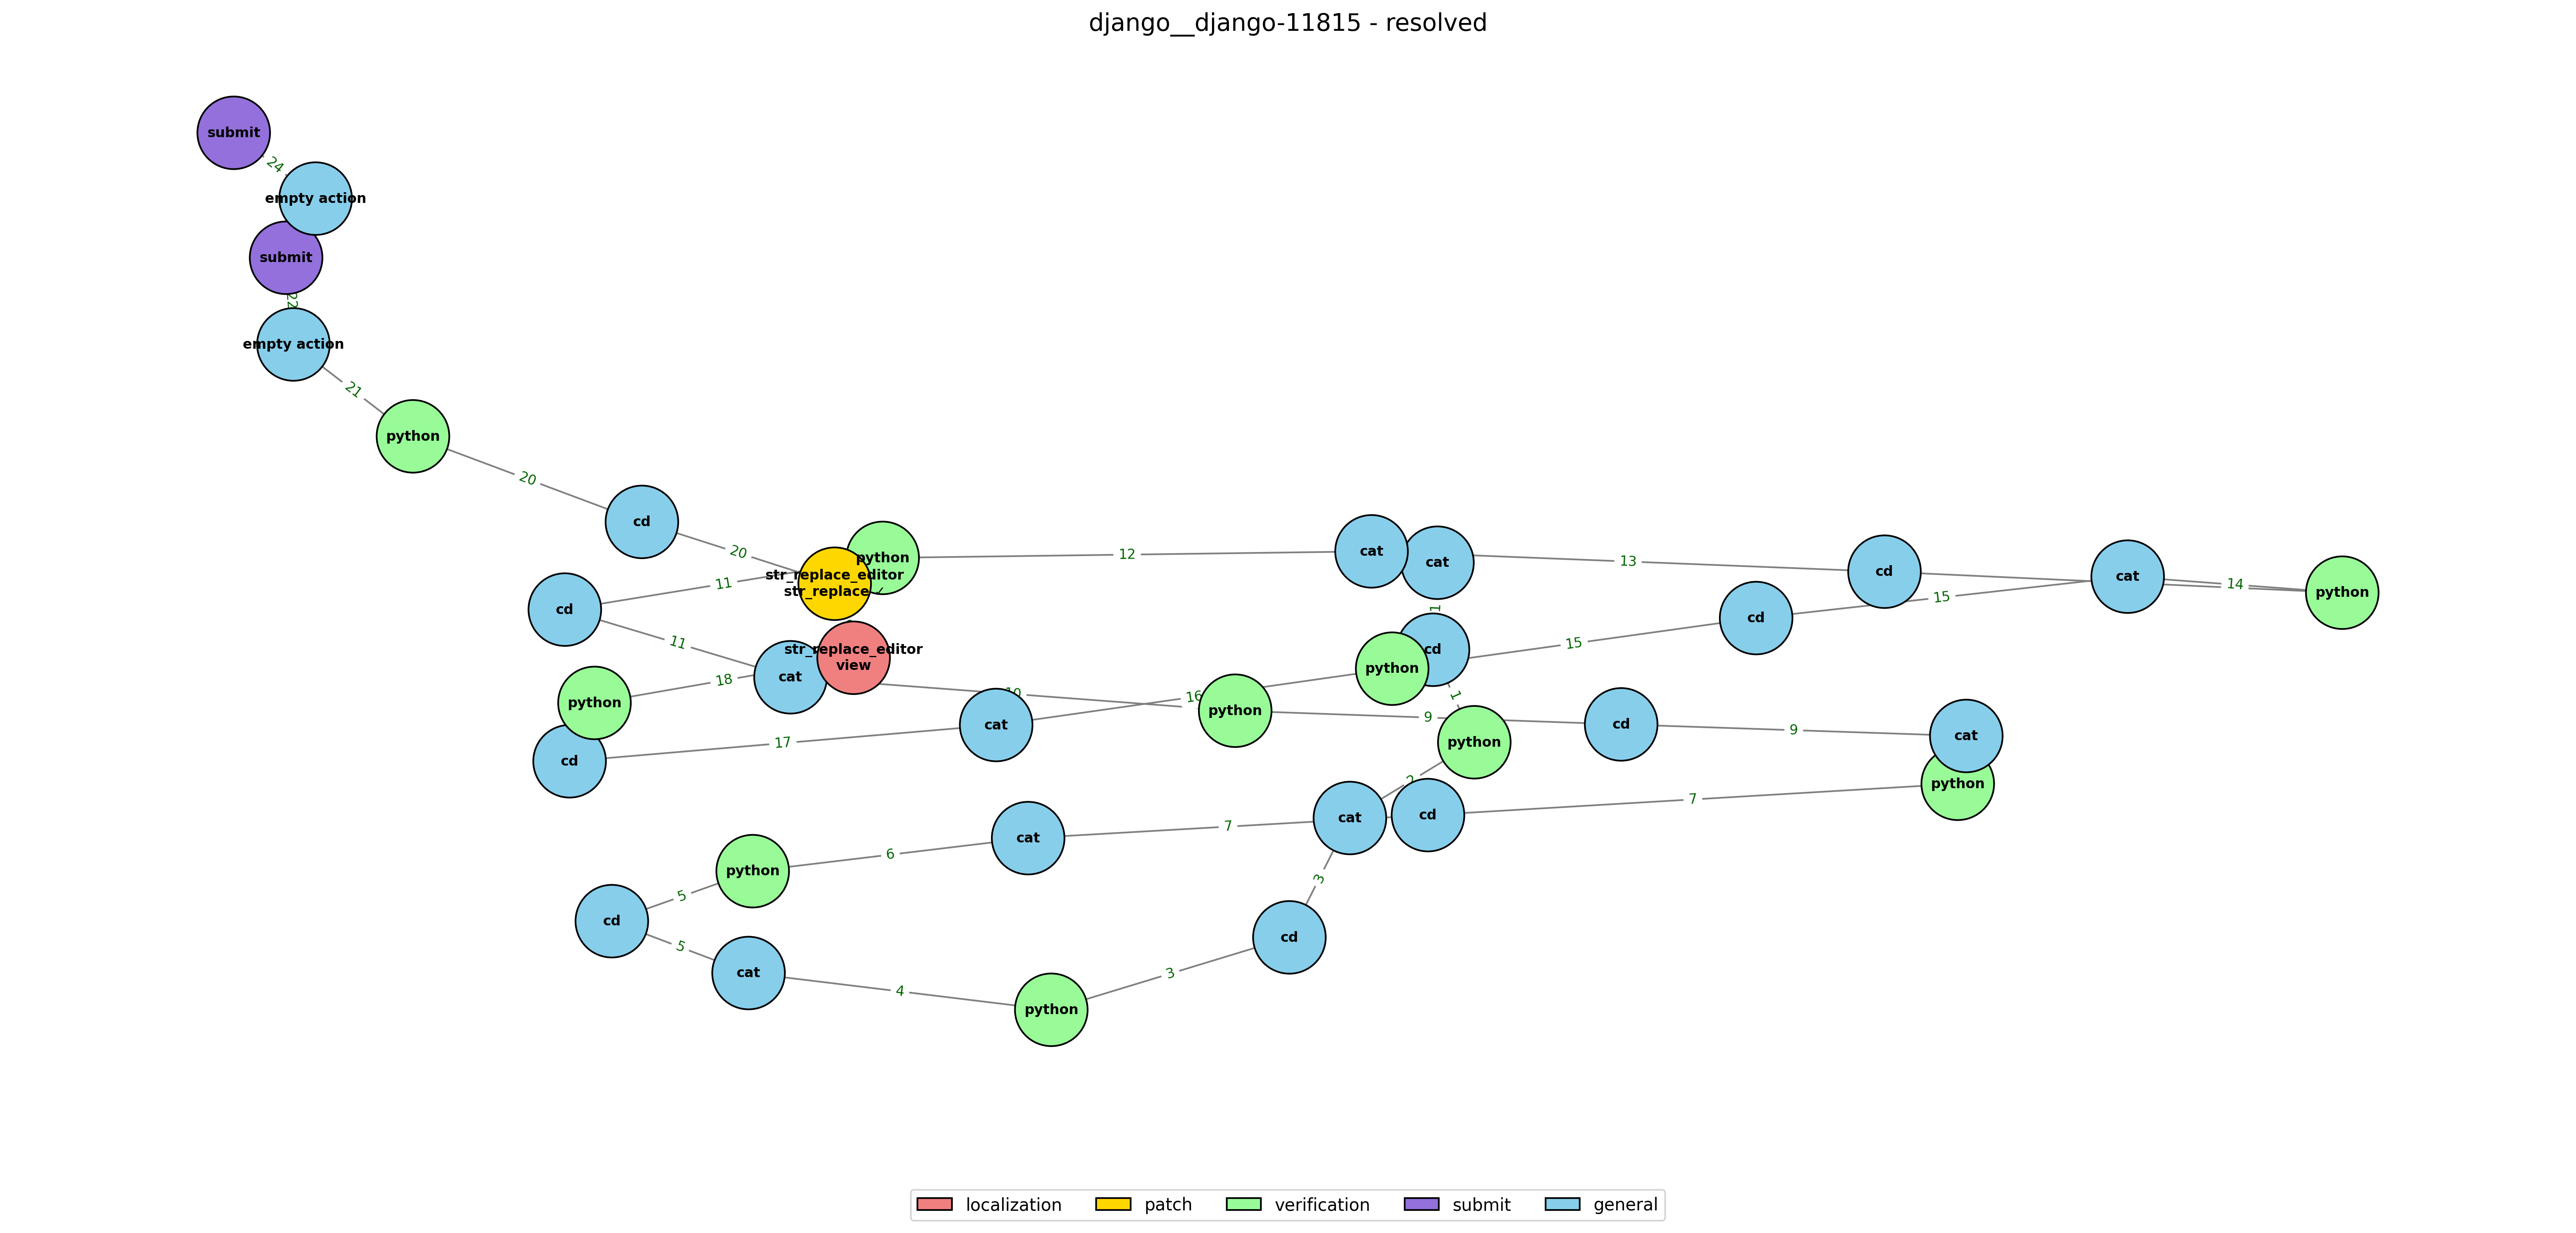 django__django-11815 - resolved
submit
24
empty action
submit
22
empty action
21
python
20
cd
20
python
str_replace_editor
str_replace
12
cat
cat
13
cd
cat
14
python
11
cd
11
15
cd
15
1
cd
python
1
str_replace_editor
view
cat
18
python
10
16
python
9
cd
9
cat
python
cat
17
cd
python
2
cat
cd
7
python
7
cat
6
python
5
cd
5
cat
4
python
3
cd
3
localization
patch
verification
submit
general